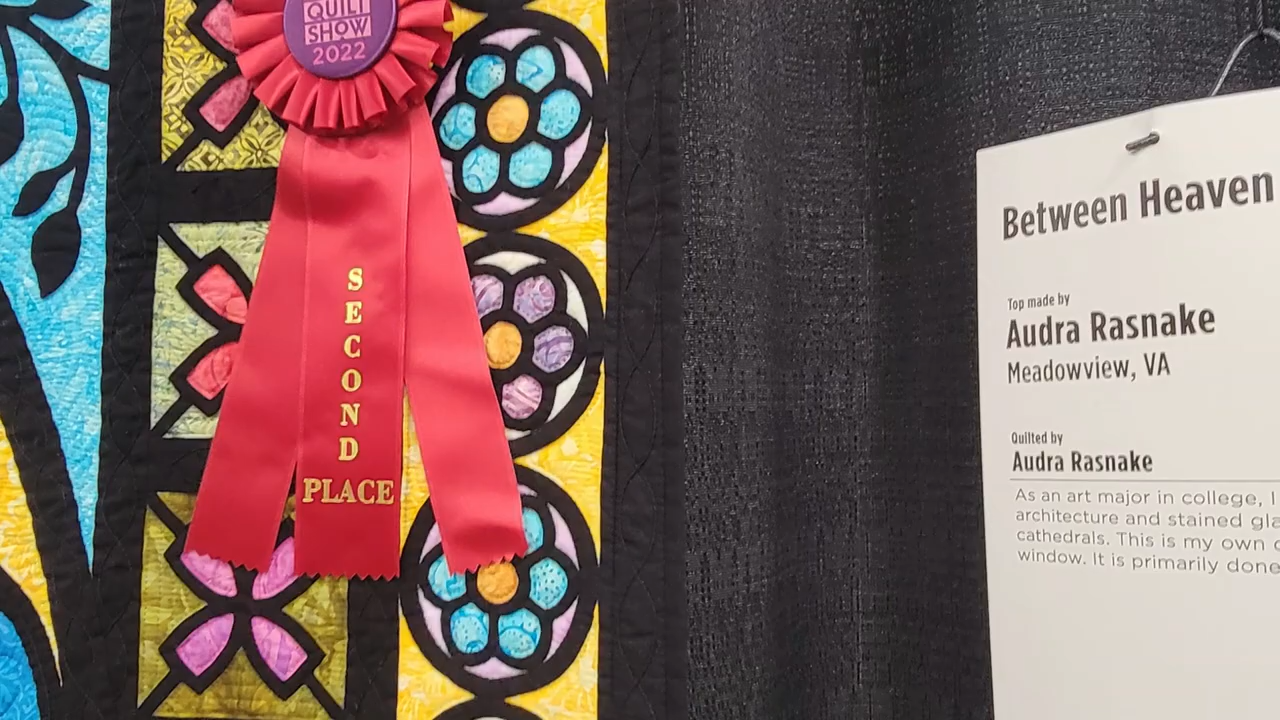 QUILT
SHOW
2022
SECOND
PLACE
Between Heaven
Top made by
Audra Rasnake
Meadowview, VA
Quilted by
Audra Rasnake
As an art major in college, I
architecture and stained gla
cathedrals. This is my own
window. It is primarily done